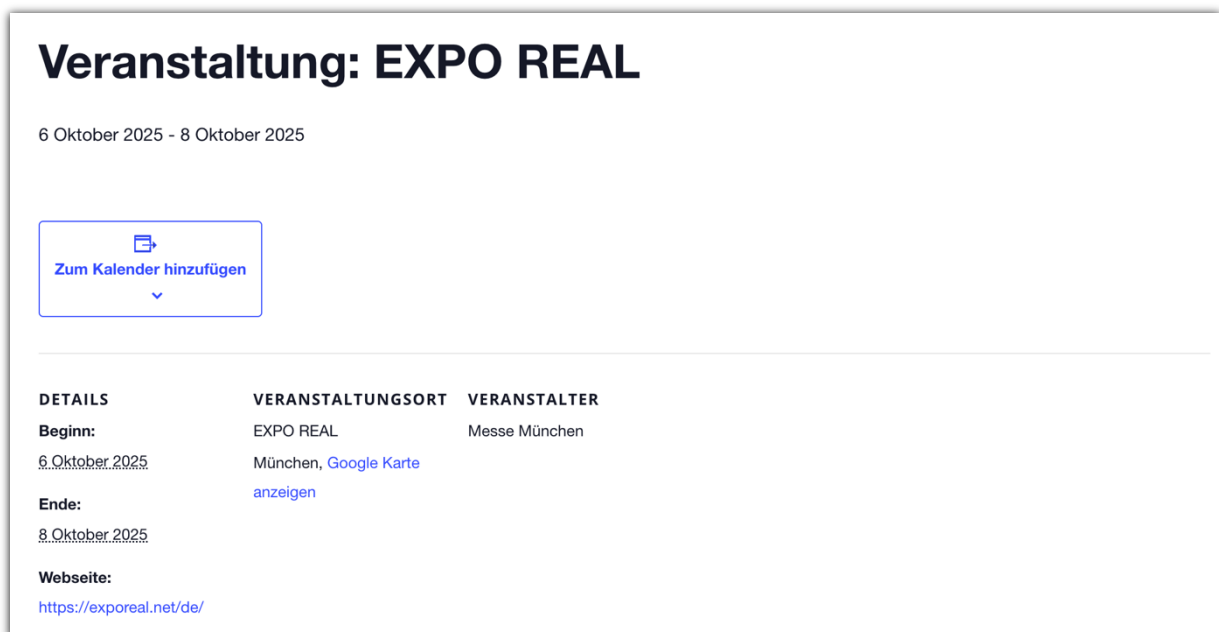 Veranstaltung: EXPO REAL
6 Oktober 2025 - 8 Oktober 2025
Zum Kalender hinzufügen
DETAILS
Beginn:
6 Oktober 2025
Ende:
8 Oktober 2025
Webseite:
https://exporeal.net/de/
VERANSTALTUNGSORT
EXPO REAL
München, Google Karte
anzeigen
VERANSTALTER
Messe München